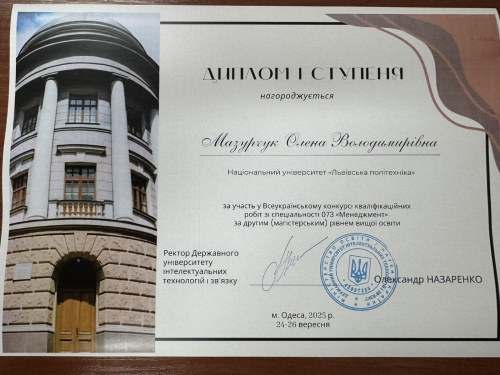 ДИПЛОМ І СТУПЕНЯ
нагороджується
Мазурчук Олена Володимирівна
Національний університет «Львівська політехніка»
за участь у Всеукраїнському конкурсі кваліфікаційних
робіт зі спеціальності 073 «Менеджмент»
за другим (магістерським) рівнем вищої освіти
Ректор Державного
університету
інтелектуальних
технологій і зв'язку
Олександр НАЗАРЕНКО
м. Одеса, 2025 р.
24-26 вересня